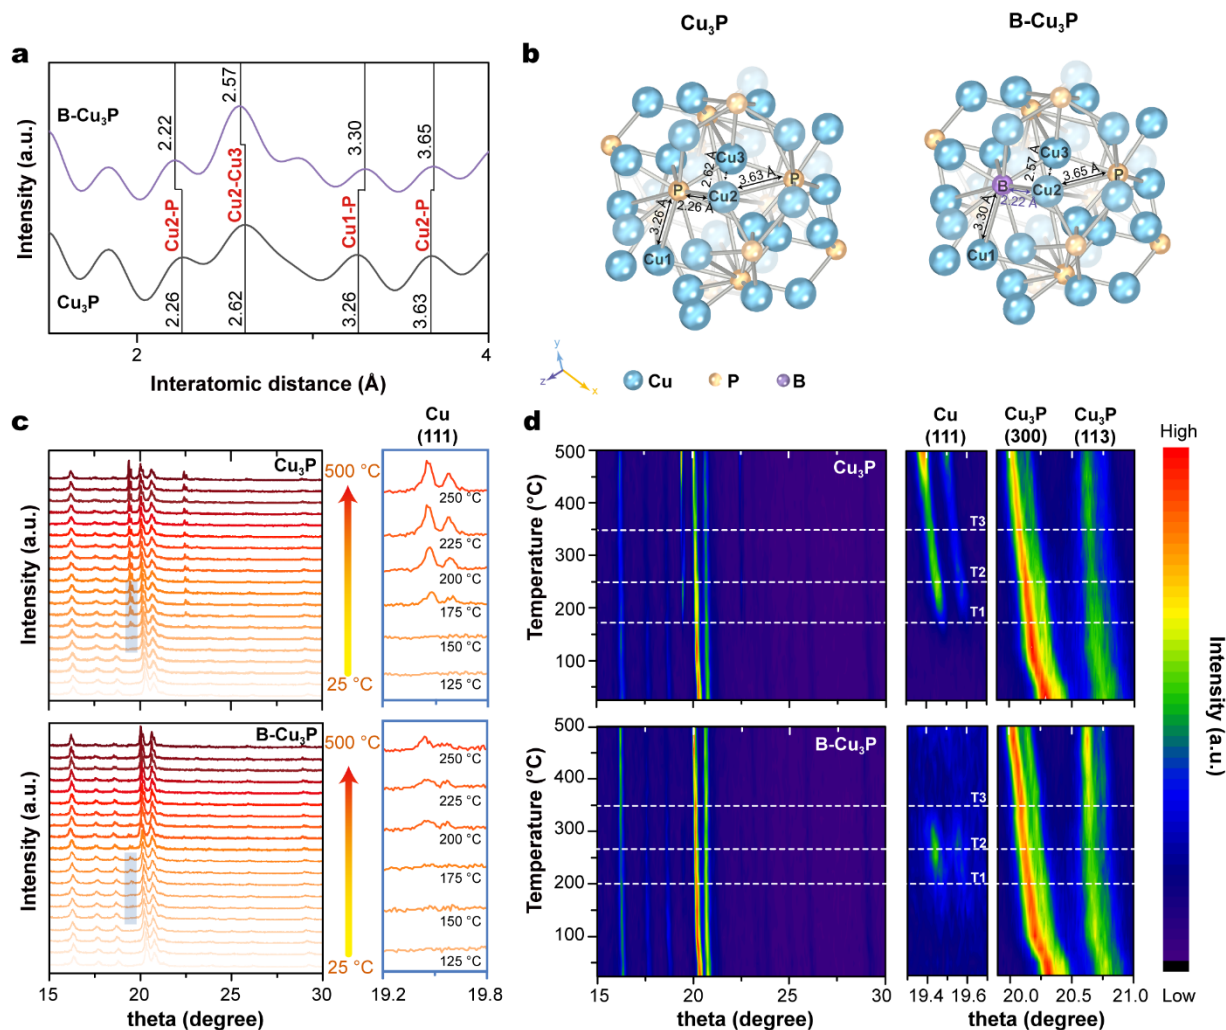 a
B-Cu₃P
Cu₃P
2.22
2.57
3.30
3.65
Cu2-P
Cu2-Cu3
Cu1-P
Cu2-P
2.26
2.62
3.26
3.63
2
4
Intensity (a.u.)
Interatomic distance (Å)
b
Cu₃P
B-Cu₃P
Cu3
2.62 Å
3.63 Å
P
P
Cu2
2.26 Å
3.26 Å
Cu1
Cu3
2.57 Å
3.65 Å
B
P
Cu2
2.22 Å
3.30 Å
Cu1
y
z
x
Cu
P
B
c
Cu
(111)
Cu₃P
500 °C
25 °C
250 °C
225 °C
200 °C
175 °C
150 °C
125 °C
Intensity (a.u.)
B-Cu₃P
500 °C
25 °C
250 °C
225 °C
200 °C
175 °C
150 °C
125 °C
Intensity (a.u.)
15
20
25
30
19.2
19.8
theta (degree)
d
Cu
(111)
Cu₃P
(300)
Cu₃P
(113)
High
500
400
300
200
100
Temperature (°C)
Cu₃P
15
20
25
30
T3
T2
T1
500
400
300
200
100
Temperature (°C)
B-Cu₃P
T3
T2
T1
15
20
25
30
19.4
19.6
20.0
20.5
21.0
theta (degree)
theta (degree)
Intensity (a.u.)
Low